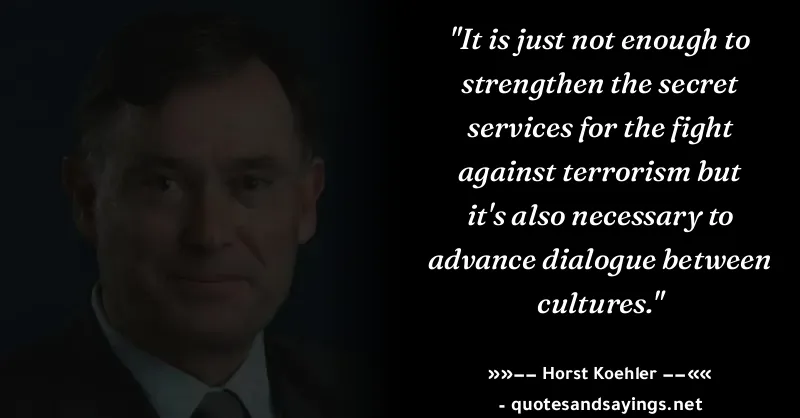 "It is just not enough to
strengthen the secret
services for the fight
against terrorism but
it's also necessary to
advance dialogue between
cultures."
»»–– Horst Koehler ––««
- quotesandsayings.net